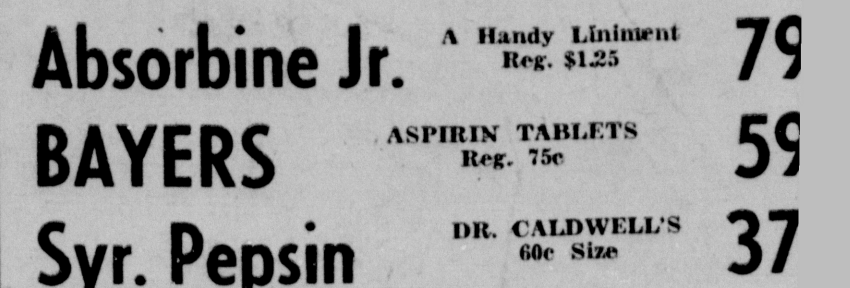 Absorbine Jr. A Handy Liniment 79
Reg. $1.25
BAYERS ASPIRIN TABLETS 59
Reg. 75c
Syr. Pepsin DR. CALDWELL'S 37
60c Size